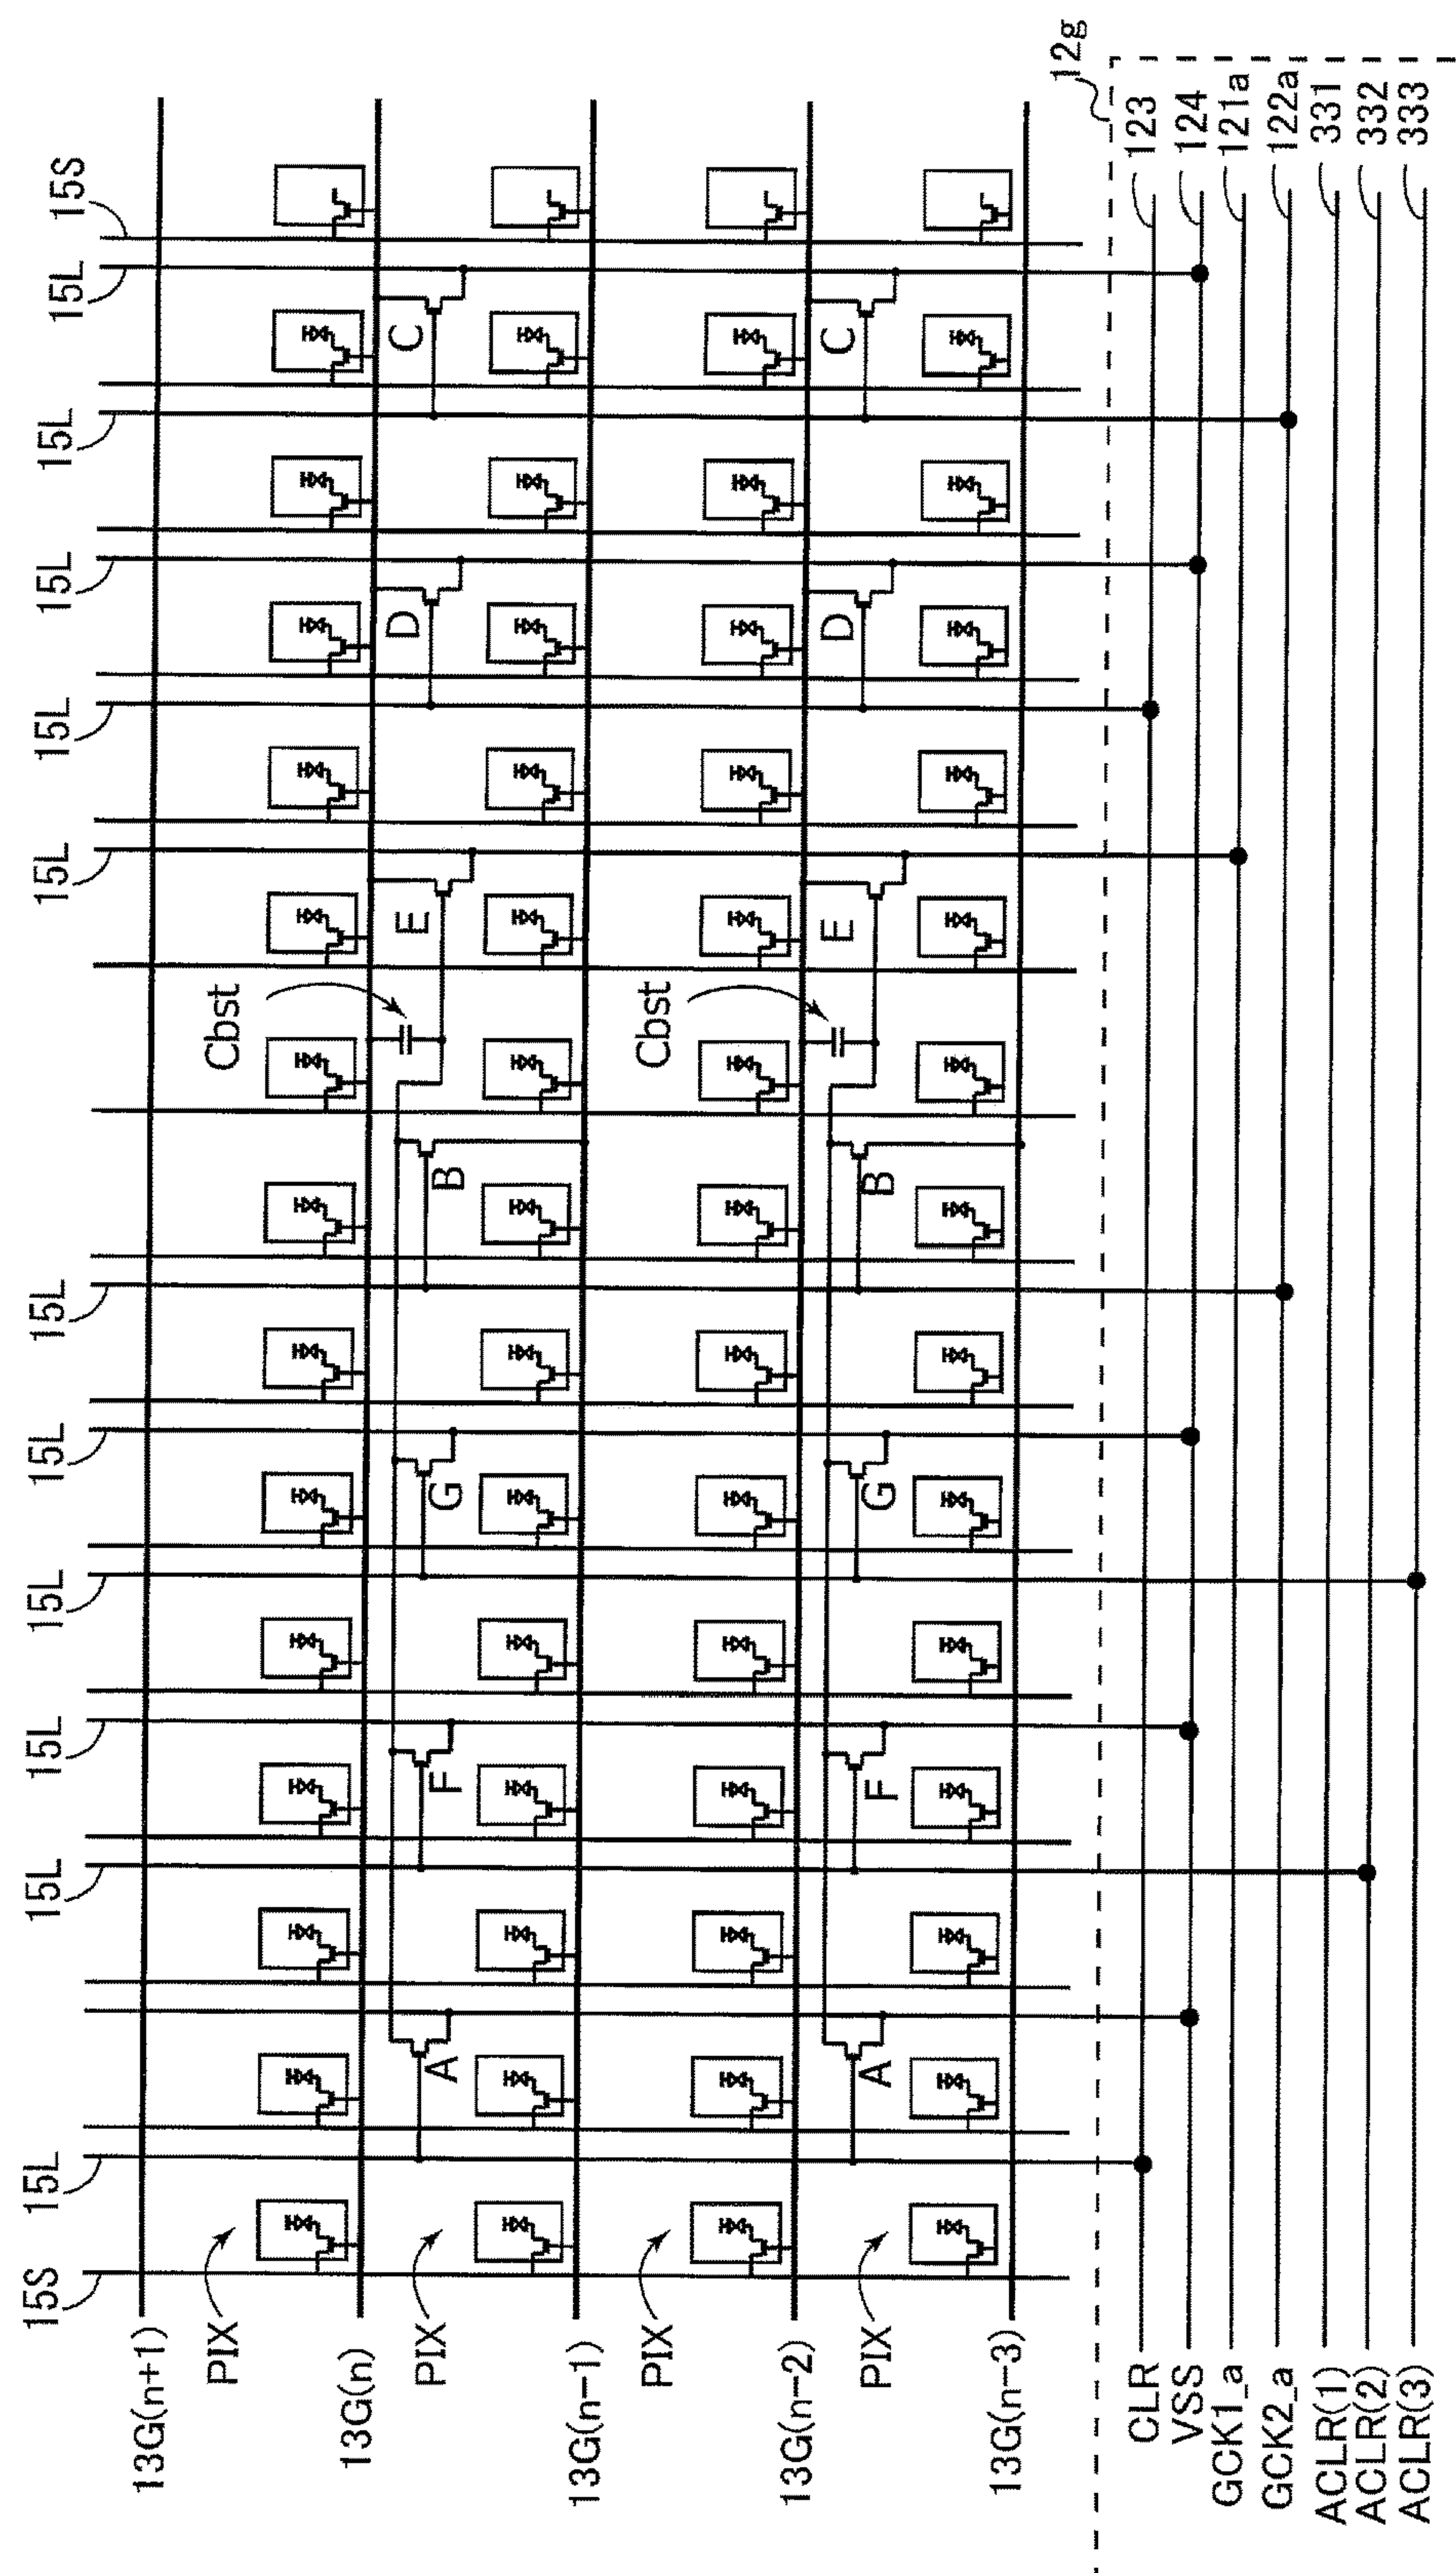 15S
15L
15L
15L
15L
15L
15L
15L
15L
15L
15L
15L
15S
C
C
D
D
E
E
Cbst
Cbst
B
B
G
G
F
F
A
A
PIX
PIX
PIX
PIX
13G(n+1)
13G(n)
13G(n-1)
13G(n-2)
13G(n-3)
12g
123
124
121a
122a
331
332
333
CLR
VSS
GCK1_a
GCK2_a
ACLR(1)
ACLR(2)
ACLR(3)